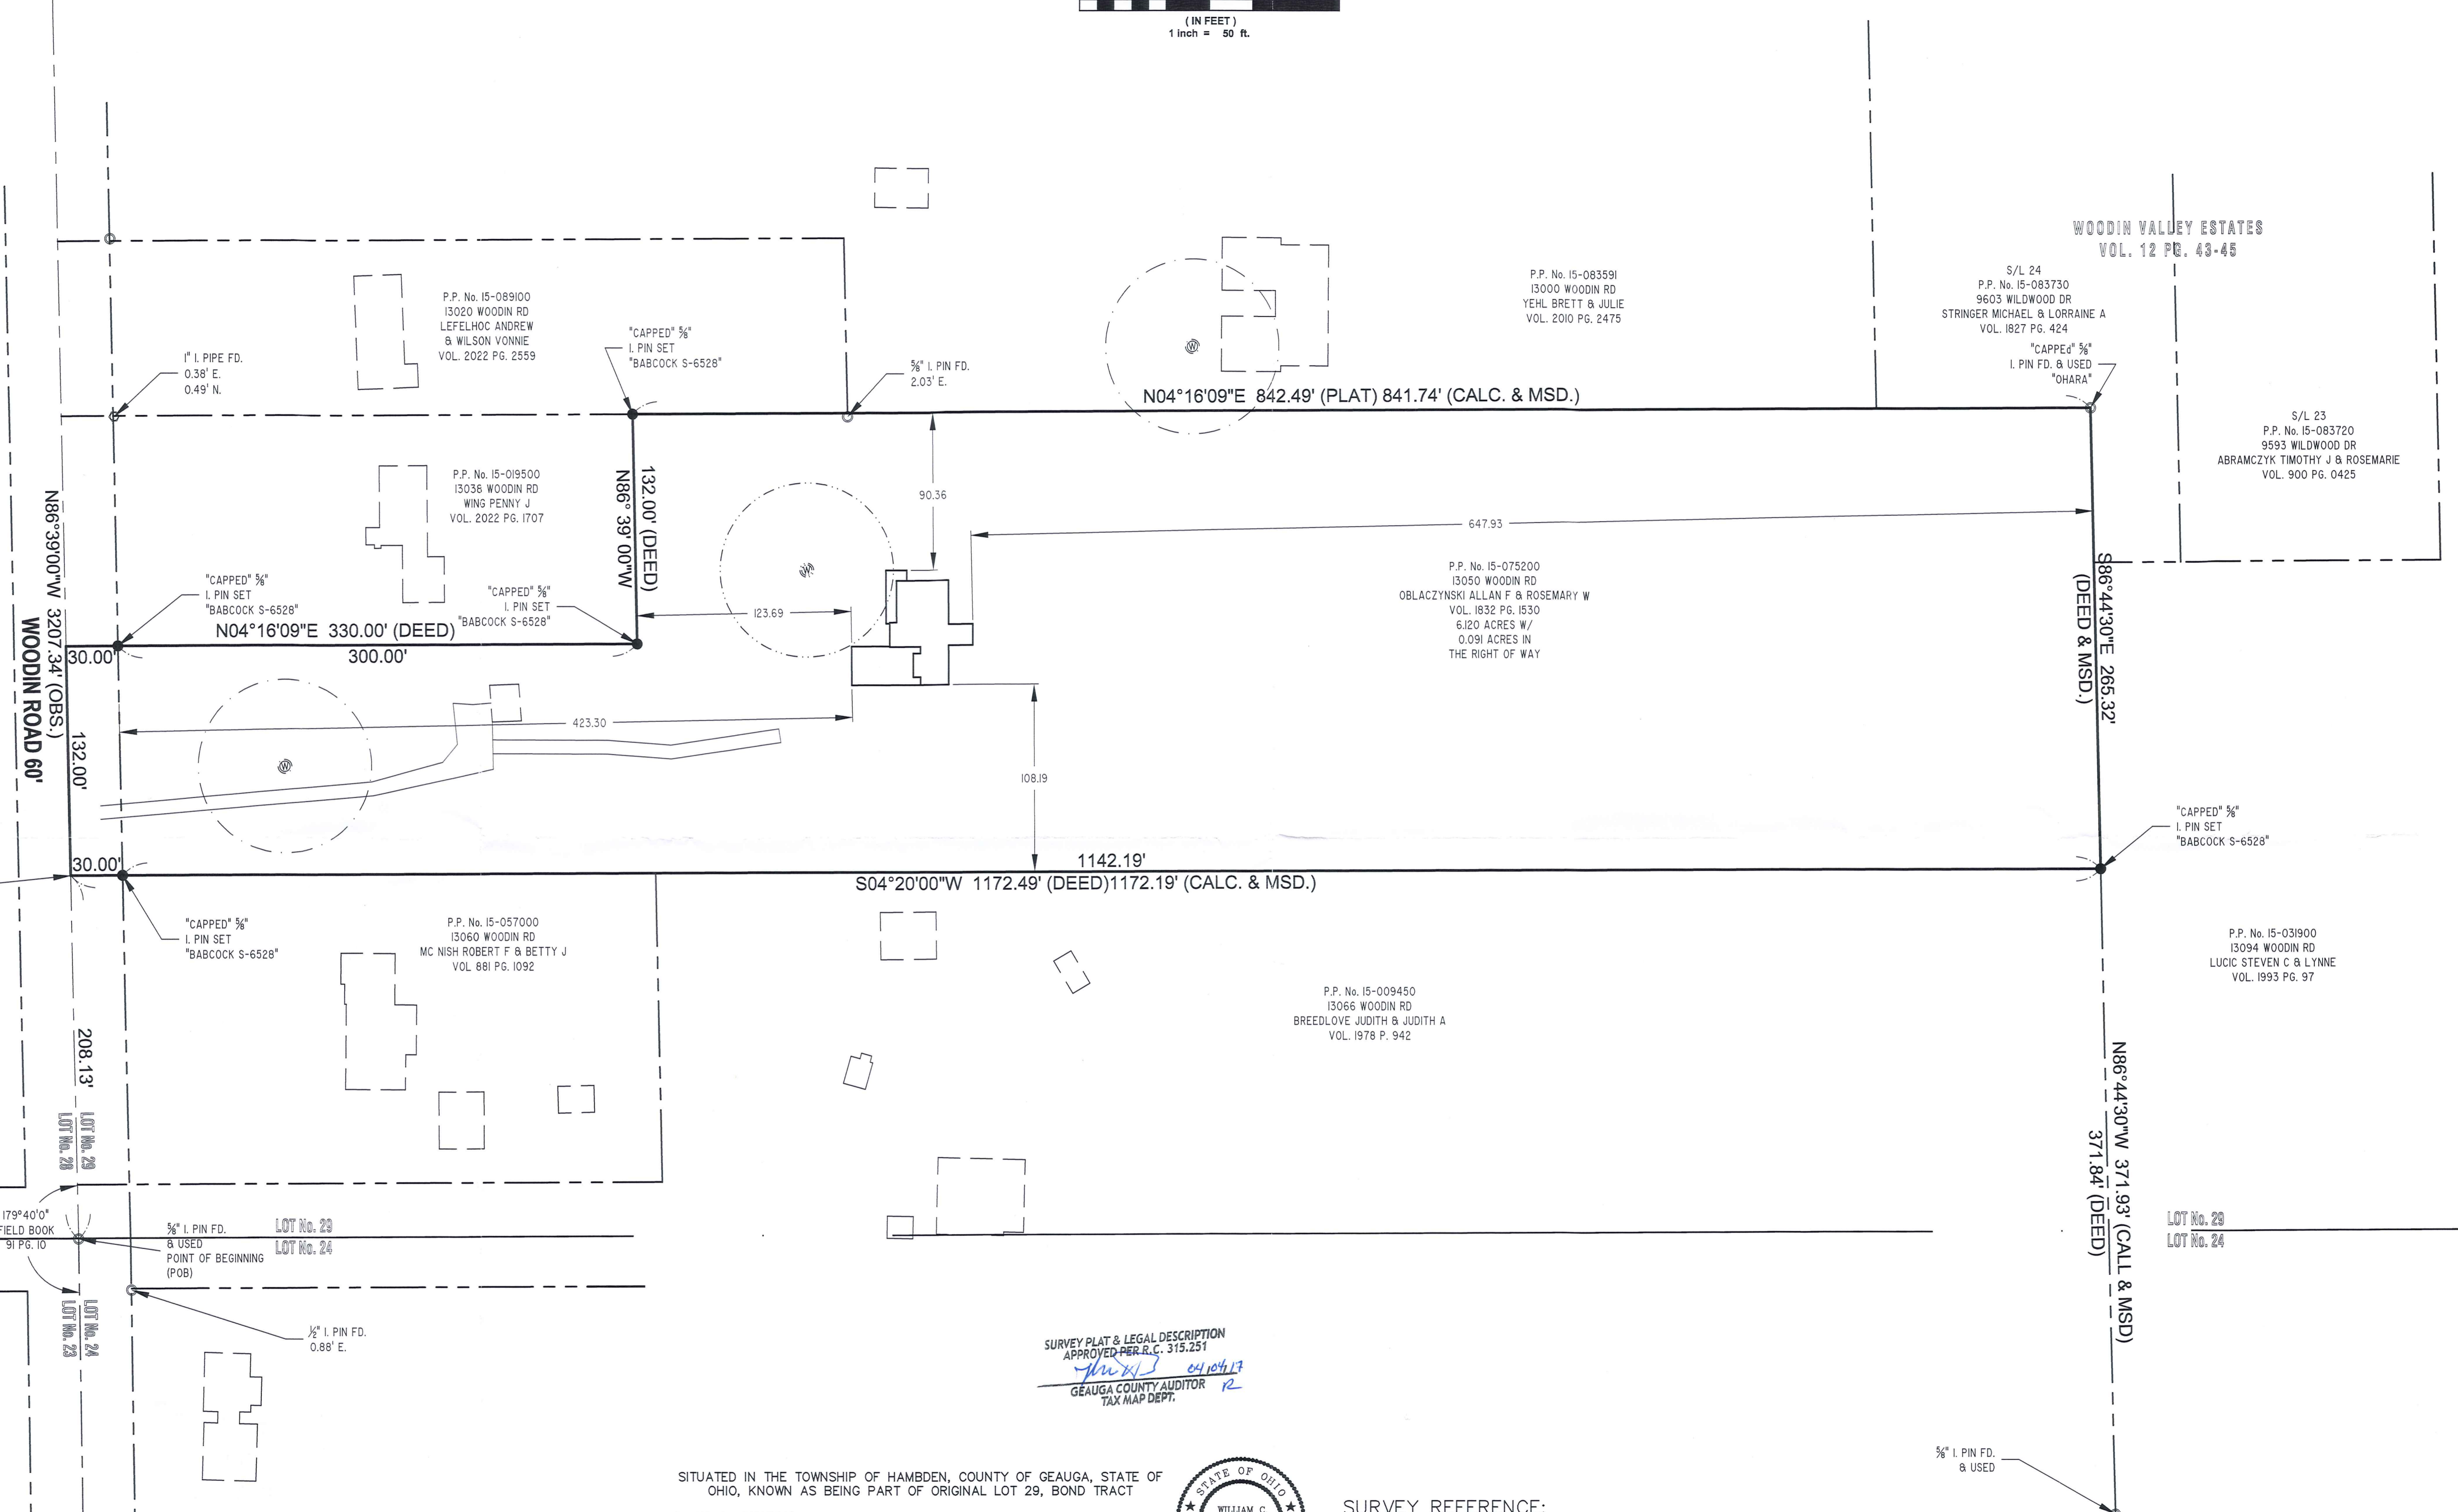 ( IN FEET )
1 inch = 50 ft.
WOODIN VALLEY ESTATES
VOL. 12 PG. 43-45
S/L 24
P.P. No. 15-083730
9603 WILDWOOD DR
STRINGER MICHAEL & LORRAINE A
VOL. 1827 PG. 424
"CAPPEd" ⅝"
I. PIN FD. & USED
"OHARA"
P.P. No. 15-083591
13000 WOODIN RD
YEHL BRETT & JULIE
VOL. 2010 PG. 2475
P.P. No. 15-089100
13020 WOODIN RD
LEFELHOC ANDREW
& WILSON VONNIE
VOL. 2022 PG. 2559
"CAPPED" ⅝"
I. PIN SET
"BABCOCK S-6528"
1" I. PIPE FD.
0.38' E.
0.49' N.
⅝" I. PIN FD.
2.03' E.
W
N04°16'09"E 842.49' (PLAT) 841.74' (CALC. & MSD.)
S/L 23
P.P. No. 15-083720
9593 WILDWOOD DR
ABRAMCZYK TIMOTHY J & ROSEMARIE
VOL. 900 PG. 0425
P.P. No. 15-019500
13036 WOODIN RD
WING PENNY J
VOL. 2022 PG. 1707
132.00' (DEED)
N86° 39' 00"W
90.36
647.93
N86°39'00"W 3207.34' (OBS.)
WOODIN ROAD 60'
"CAPPED" ⅝"
I. PIN SET
"BABCOCK S-6528"
"CAPPED" ⅝"
I. PIN SET
"BABCOCK S-6528"
N04°16'09"E 330.00' (DEED)
30.00'
300.00'
123.69
W
P.P. No. 15-075200
13050 WOODIN RD
OBLACZYNSKI ALLAN F & ROSEMARY W
VOL. 1832 PG. 1530
6.120 ACRES W/
0.091 ACRES IN
THE RIGHT OF WAY
S86°44'30"E 265.32'
(DEED & MSD.)
423.30
132.00'
W
108.19
30.00'
1142.19'
S04°20'00"W 1172.49' (DEED)1172.19' (CALC. & MSD.)
"CAPPED" ⅝"
I. PIN SET
"BABCOCK S-6528"
"CAPPED" ⅝"
I. PIN SET
"BABCOCK S-6528"
P.P. No. 15-057000
13060 WOODIN RD
MC NISH ROBERT F & BETTY J
VOL 881 PG. 1092
P.P. No. 15-031900
13094 WOODIN RD
LUCIC STEVEN C & LYNNE
VOL. 1993 PG. 97
P.P. No. 15-009450
13066 WOODIN RD
BREEDLOVE JUDITH & JUDITH A
VOL. 1978 P. 942
208.13'
LOT No. 29
LOT No. 28
N86°44'30"W 371.93' (CALL & MSD)
371.84' (DEED)
179°40'0"
FIELD BOOK
91 PG. 10
⅝" I. PIN FD.
& USED
POINT OF BEGINNING
(POB)
LOT No. 29
LOT No. 24
LOT No. 29
LOT No. 24
LOT No. 24
LOT No. 23
½" I. PIN FD.
0.88' E.
SURVEY PLAT & LEGAL DESCRIPTION
APPROVED PER R.C. 315.251
04/04/17
R
GEAUGA COUNTY AUDITOR
TAX MAP DEPT.
⅝" I. PIN FD.
& USED
SITUATED IN THE TOWNSHIP OF HAMBDEN, COUNTY OF GEAUGA, STATE OF
OHIO, KNOWN AS BEING PART OF ORIGINAL LOT 29, BOND TRACT
STATE OF OHIO
WILLIAM C.
SURVEY REFERENCE: